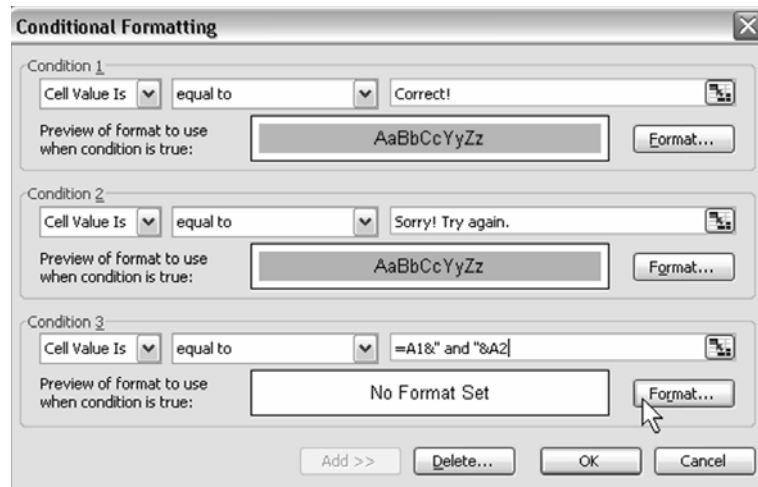 Conditional Formatting
Condition 1
Cell Value Is equal to Correct!
Preview of format to use
when condition is true:
AaBbCcYyZz
Format...
Condition 2
Cell Value Is equal to Sorry! Try again.
Preview of format to use
when condition is true:
AaBbCcYyZz
Format...
Condition 3
Cell Value Is equal to =A1&" and "&A2
Preview of format to use
when condition is true:
No Format Set
Format...
Add >> Delete... OK Cancel